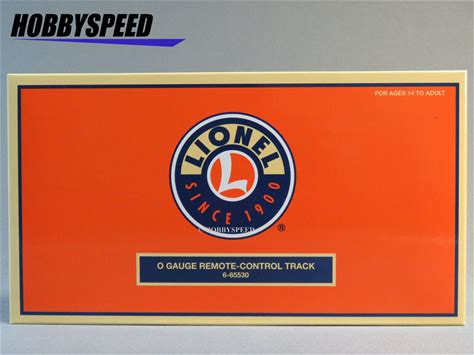 HOBBYSPEED
FOR AGES 14 TO ADULT
LIONEL
L
SINCE 1900
®
HOBBYSPEED
O GAUGE REMOTE-CONTROL TRACK
6-65530